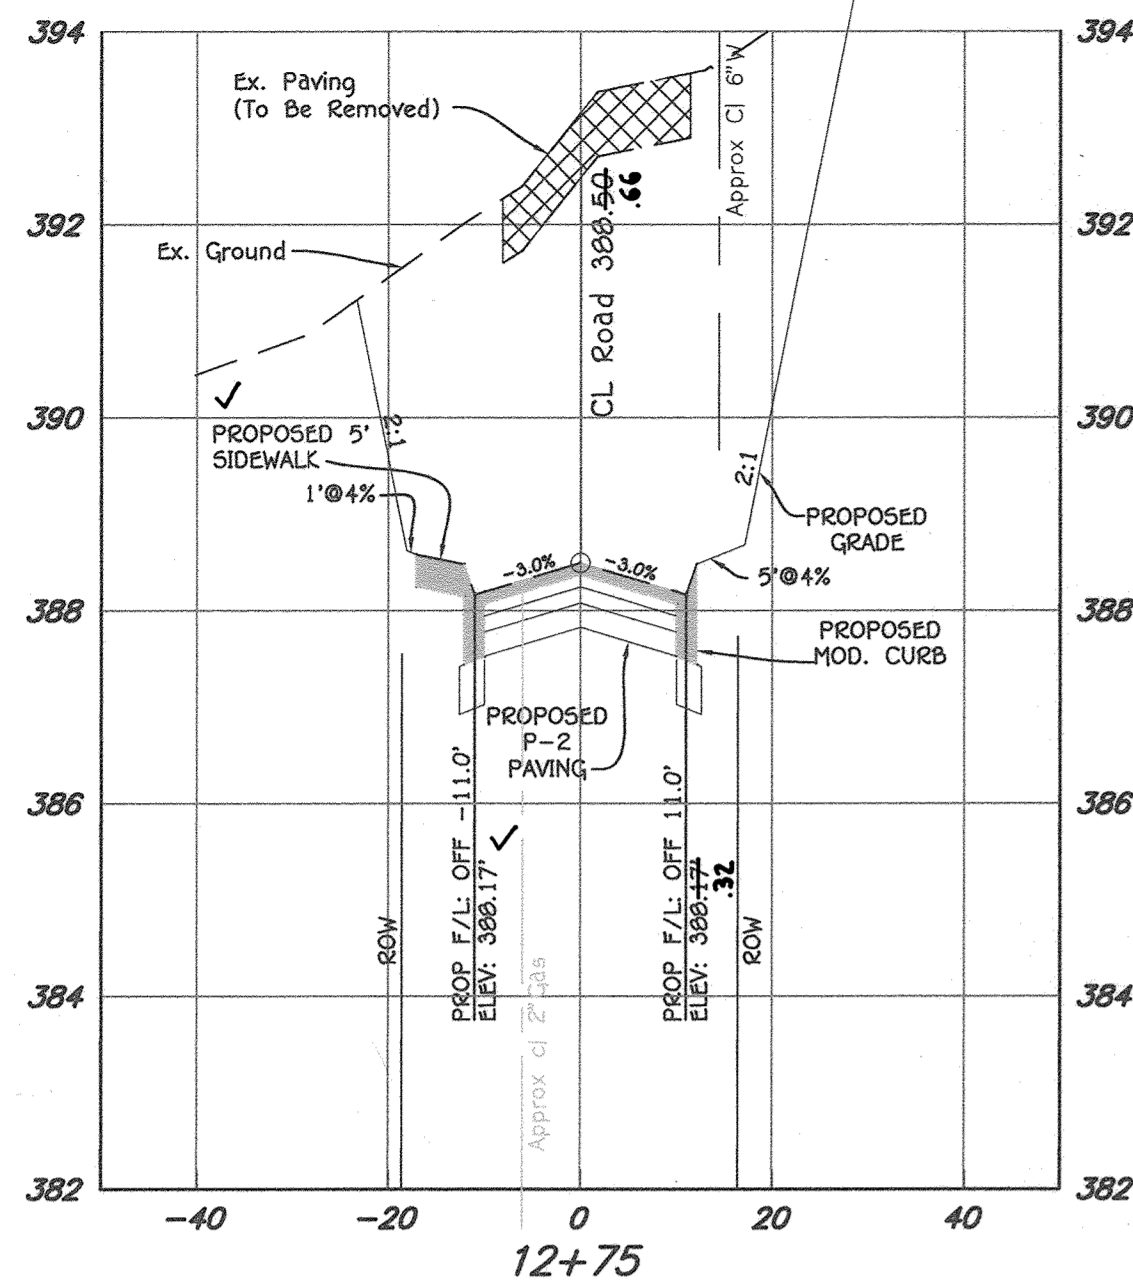 394
394
Ex. Paving
(To Be Removed)
Approx Cl 6"W
392
392
CL Road 388.50
.66
Ex. Ground
390
390
✓
PROPOSED 5'
SIDEWALK
1'@4%
2:1
2:1
PROPOSED
GRADE
-3.0%
-3.0%
5'@4%
388
388
PROPOSED
MOD. CURB
PROPOSED
P-2
PAVING
386
386
PROP F/L: OFF -11.0'
ELEV: 388.17'
✓
PROP F/L: OFF 11.0'
ELEV: 388.17'
.32
ROW
ROW
Approx cl 2"Gas
384
384
382
382
-40
-20
0
20
40
12+75